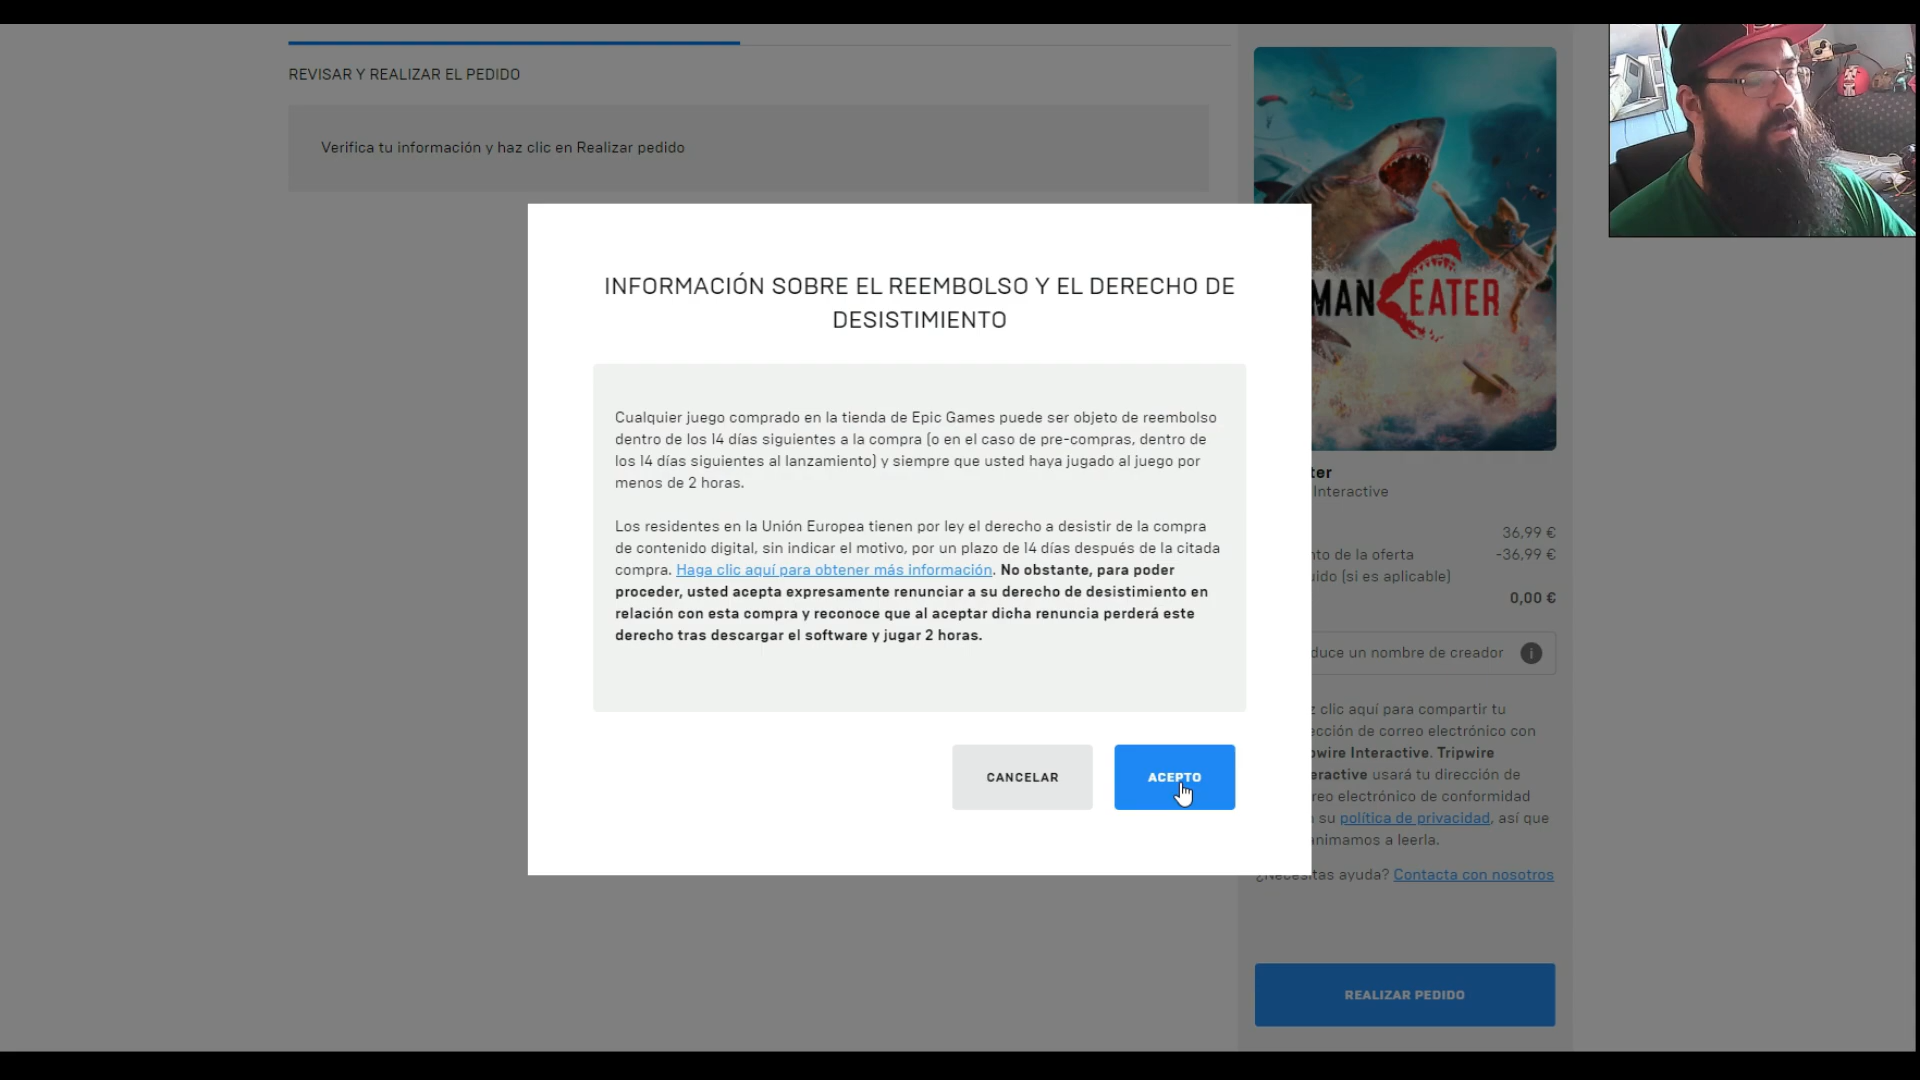 REVISAR Y REALIZAR EL PEDIDO
Verifica tu información y haz clic en Realizar pedido
INFORMACIÓN SOBRE EL REEMBOLSO Y EL DERECHO DE
DESISTIMIENTO
Cualquier juego comprado en la tienda de Epic Games puede ser objeto de reembolso
dentro de los 14 días siguientes a la compra (o en el caso de pre-compras, dentro de
los 14 días siguientes al lanzamiento) y siempre que usted haya jugado al juego por
menos de 2 horas.
Los residentes en la Unión Europea tienen por ley el derecho a desistir de la compra
de contenido digital, sin indicar el motivo, por un plazo de 14 días después de la citada
compra. Haga clic aquí para obtener más información. No obstante, para poder
proceder, usted acepta expresamente renunciar a su derecho de desistimiento en
relación con esta compra y reconoce que al aceptar dicha renuncia perderá este
derecho tras descargar el software y jugar 2 horas.
CANCELAR
ACEPTO
MANEATER
ter
Interactive
36,99 €
nto de la oferta
-36,99 €
uido (si es aplicable)
0,00 €
duce un nombre de creador
z clic aquí para compartir tu
ección de correo electrónico con
pwire Interactive. Tripwire
eractive usará tu dirección de
reo electrónico de conformidad
su política de privacidad, así que
animamos a leerla.
¿Necesitas ayuda? Contacta con nosotros
REALIZAR PEDIDO